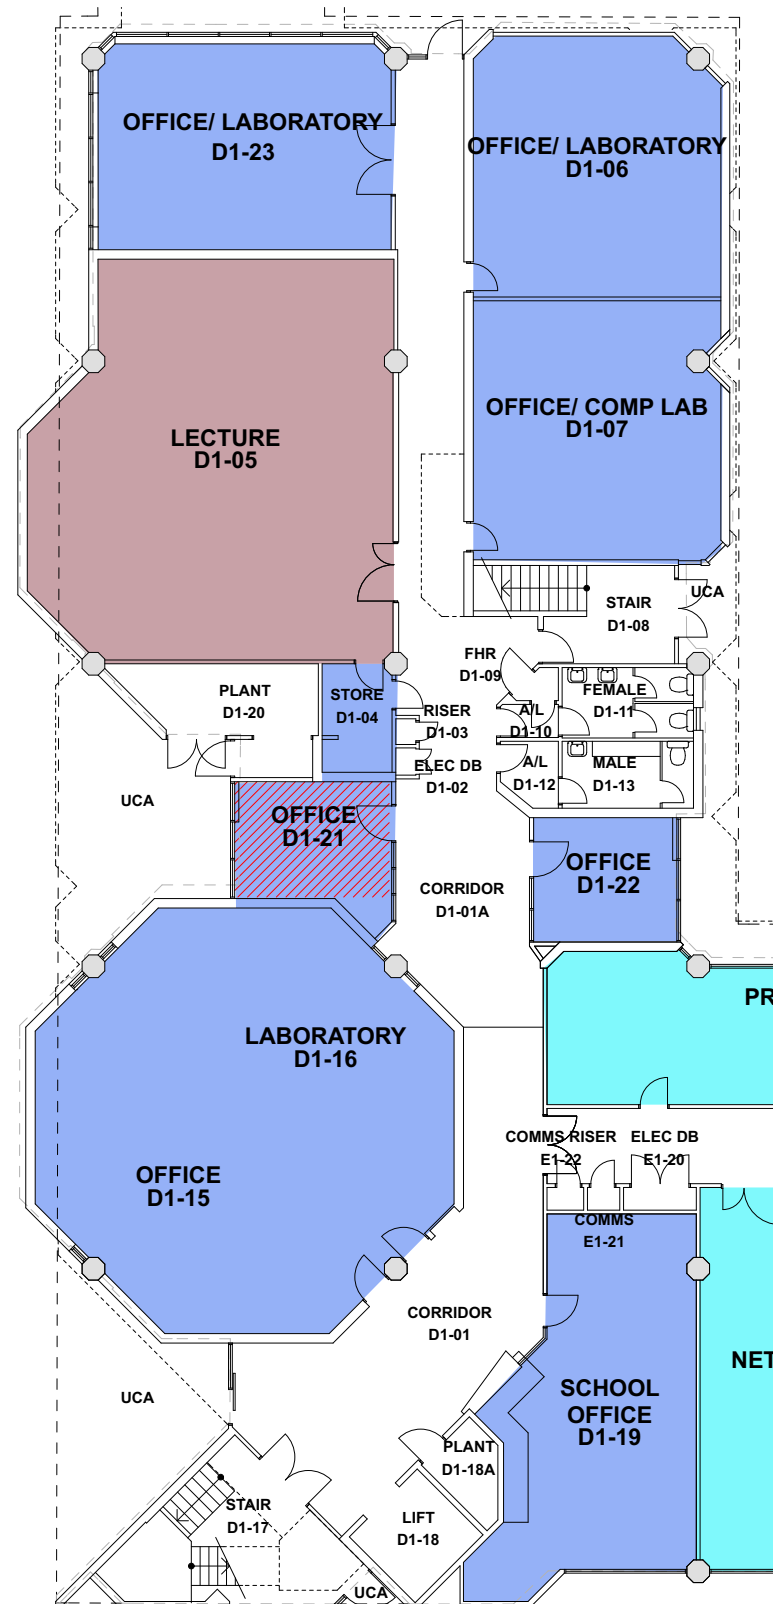 OFFICE/ LABORATORY
D1-23
OFFICE/ LABORATORY
D1-06
OFFICE/ COMP LAB
D1-07
LECTURE
D1-05
STAIR
D1-08
UCA
FHR
D1-09
PLANT
D1-20
STORE
D1-04
RISER
D1-03
A/L
D1-10
FEMALE
D1-11
ELEC DB
D1-02
A/L
D1-12
MALE
D1-13
UCA
OFFICE
D1-21
OFFICE
D1-22
CORRIDOR
D1-01A
PR
LABORATORY
D1-16
COMMS RISER
E1-22
ELEC DB
E1-20
OFFICE
D1-15
COMMS
E1-21
CORRIDOR
D1-01
NET
UCA
SCHOOL
OFFICE
D1-19
PLANT
D1-18A
STAIR
D1-17
LIFT
D1-18
UCA